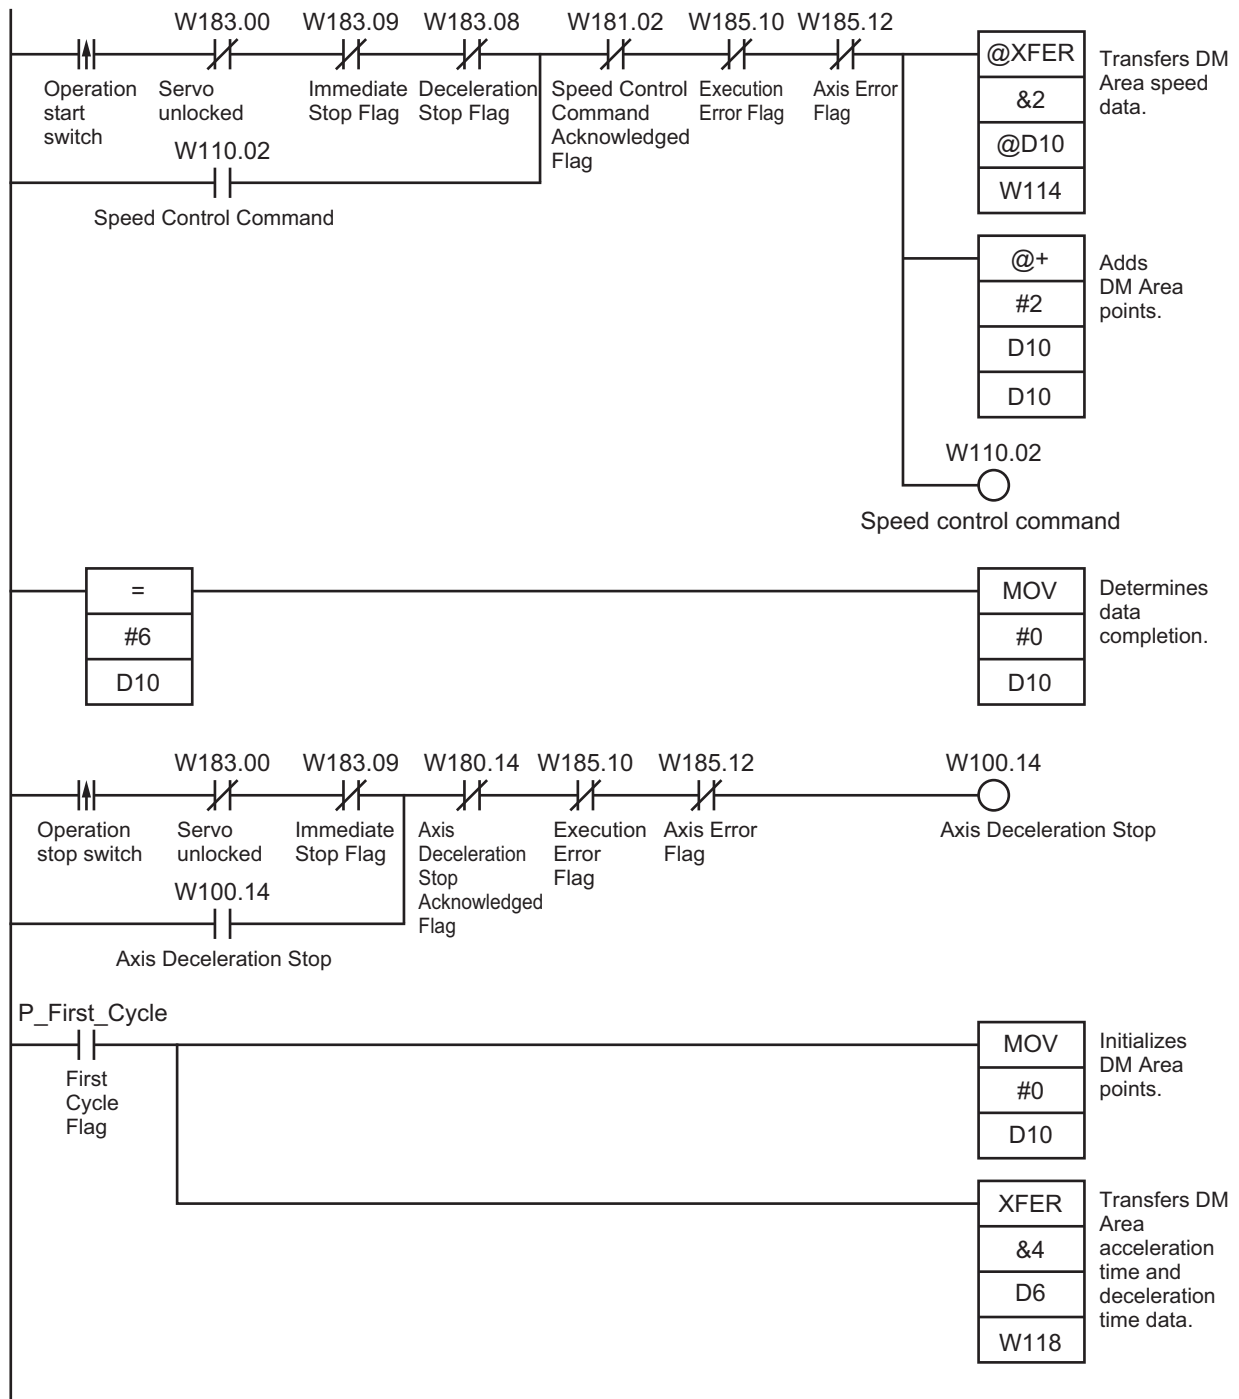 W183.00 W183.09 W183.08 W181.02 W185.10 W185.12
Operation
start
switch
Servo
unlocked
Immediate
Stop Flag
Deceleration
Stop Flag
Speed Control
Command
Acknowledged
Flag
Execution
Error Flag
Axis Error
Flag
@XFER
&2
@D10
W114
Transfers DM
Area speed
data.
W110.02
Speed Control Command
@+
#2
D10
D10
Adds
DM Area
points.
W110.02
Speed control command
=
#6
D10
MOV
#0
D10
Determines
data
completion.
W183.00 W183.09 W180.14 W185.10 W185.12 W100.14
Operation
stop switch
Servo
unlocked
Immediate
Stop Flag
Axis
Deceleration
Stop
Acknowledged
Flag
Execution
Error
Flag
Axis Error
Flag
Axis Deceleration Stop
W100.14
Axis Deceleration Stop
P_First_Cycle
First
Cycle
Flag
MOV
#0
D10
Initializes
DM Area
points.
XFER
&4
D6
W118
Transfers DM
Area
acceleration
time and
deceleration
time data.